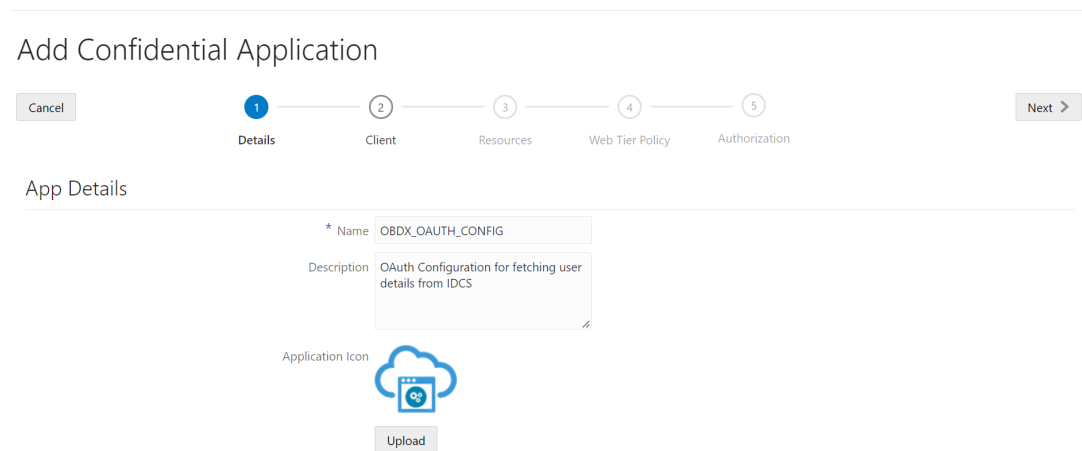 Add Confidential Application
Cancel
1
2
3
4
5
Next
Details
Client
Resources
Web Tier Policy
Authorization
App Details
* Name
OBDX_OAUTH_CONFIG
Description
OAuth Configuration for fetching user
details from IDCS
Application Icon
Upload